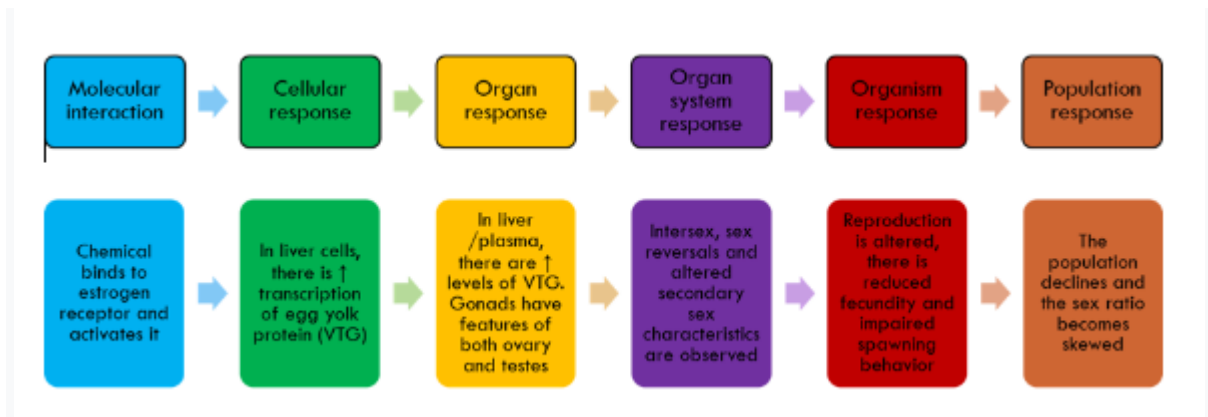 Molecular
interaction
Cellular
response
Organ
response
Organ
system
response
Organism
response
Population
response
Chemical
binds to
estrogen
receptor and
activates it
In liver cells,
there is ↑
transcription
of egg yolk
protein (VTG)
In liver
/plasma,
there are ↑
levels of VTG.
Gonads have
features of
both ovary
and testes
Intersex, sex
reversals and
altered
secondary
sex
characteristics
are observed
Reproduction
is altered,
there is
reduced
fecundity and
impaired
spawning
behavior
The
population
declines and
the sex ratio
becomes
skewed